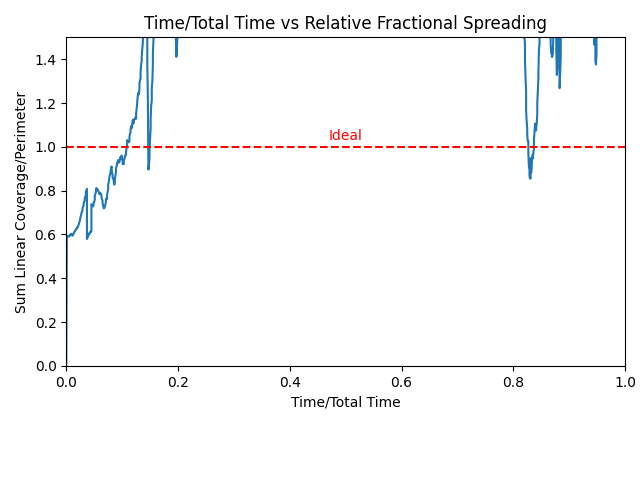 Time/Total Time vs Relative Fractional Spreading
Sum Linear Coverage/Perimeter
1.4
1.2
1.0
0.8
0.6
0.4
0.2
0.0
Ideal
0.0 0.2 0.4 0.6 0.8 1.0
Time/Total Time